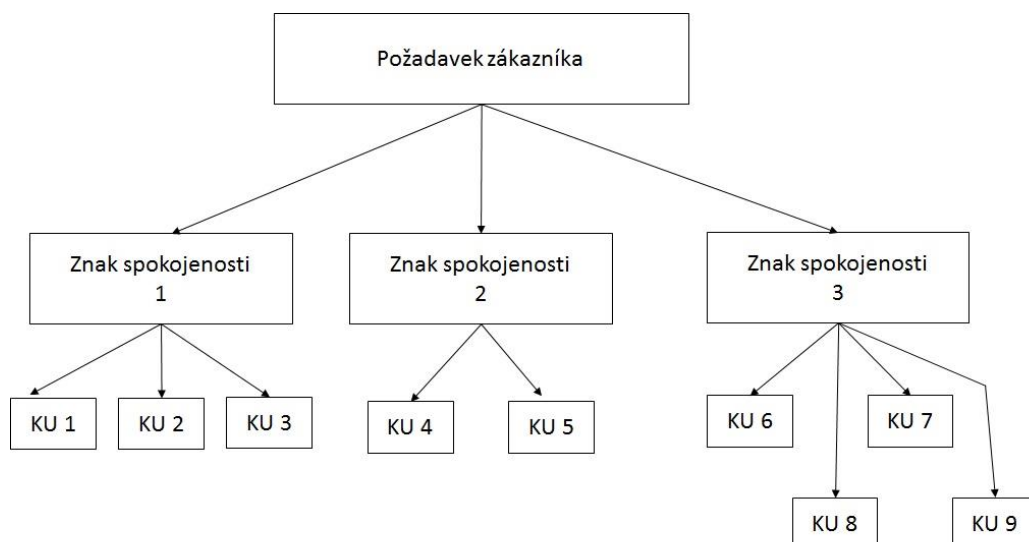 Požadavek zákazníka
Znak spokojenosti
1
Znak spokojenosti
2
Znak spokojenosti
3
KU 1
KU 2
KU 3
KU 4
KU 5
KU 6
KU 7
KU 8
KU 9